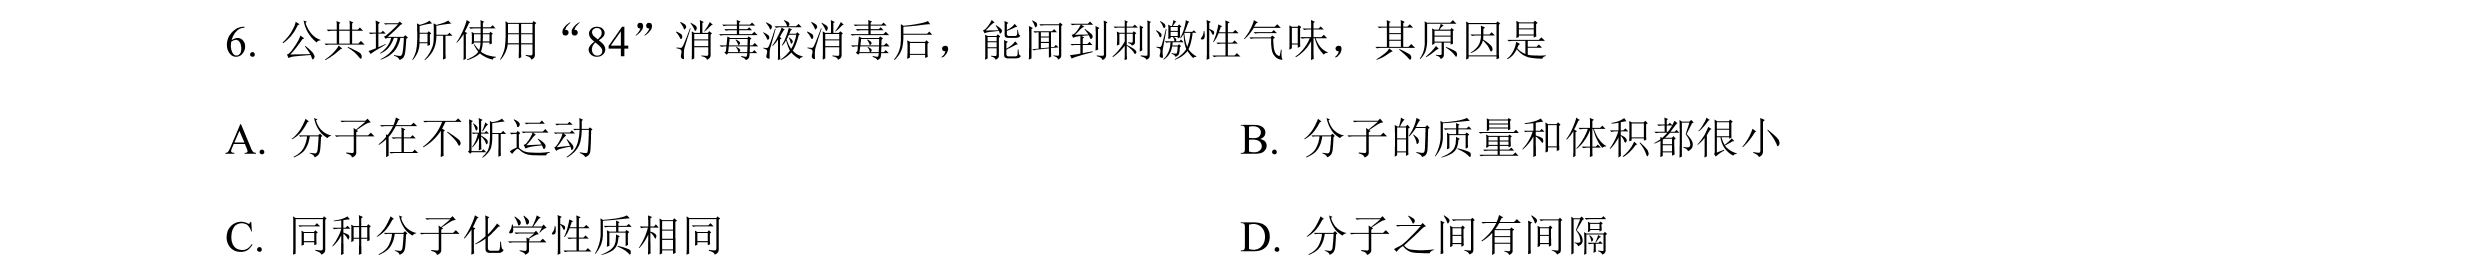 6. 公共场所使用“84”消毒液消毒后，能闻到刺激性气味，其原因是
A. 分子在不断运动 B. 分子的质量和体积都很小
C. 同种分子化学性质相同 D. 分子之间有间隔